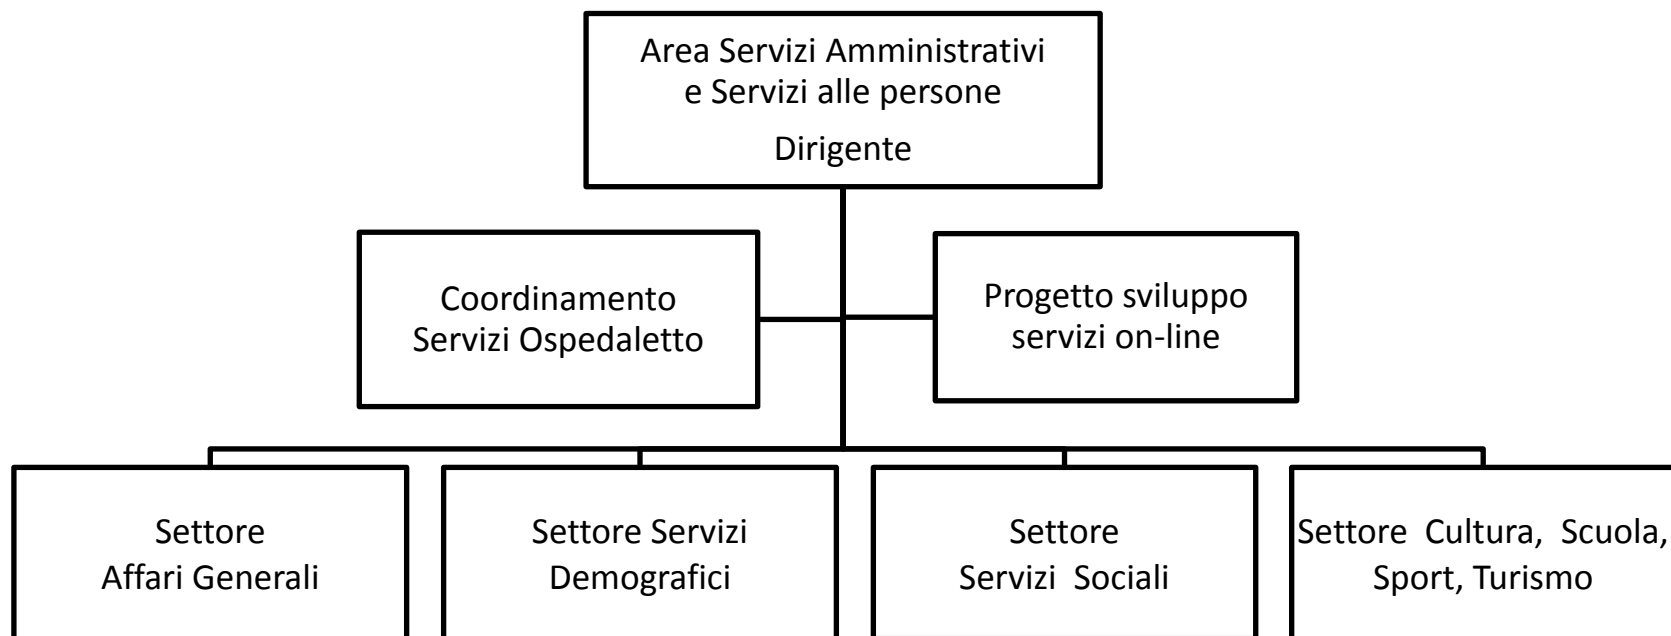 Area Servizi Amministrativi
e Servizi alle persone
Dirigente
Coordinamento
Servizi Ospedaletto
Progetto sviluppo
servizi on-line
Settore
Affari Generali
Settore Servizi
Demografici
Settore
Servizi Sociali
Settore Cultura, Scuola,
Sport, Turismo